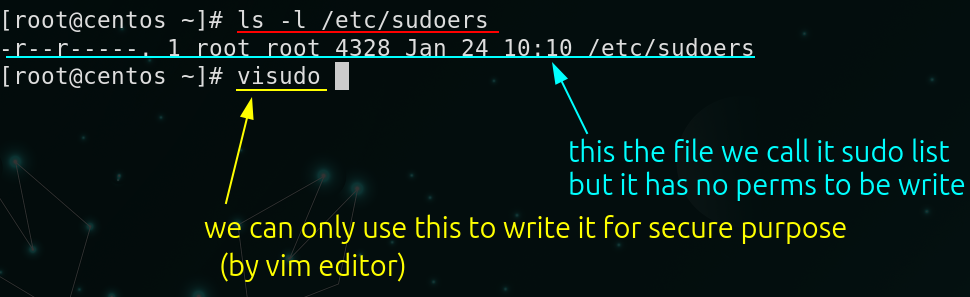 [root@centos ~]# ls -l /etc/sudoers
-r--r-----. 1 root root 4328 Jan 24 10:10 /etc/sudoers
[root@centos ~]# visudo
this the file we call it sudo list
but it has no perms to be write
we can only use this to write it for secure purpose
(by vim editor)